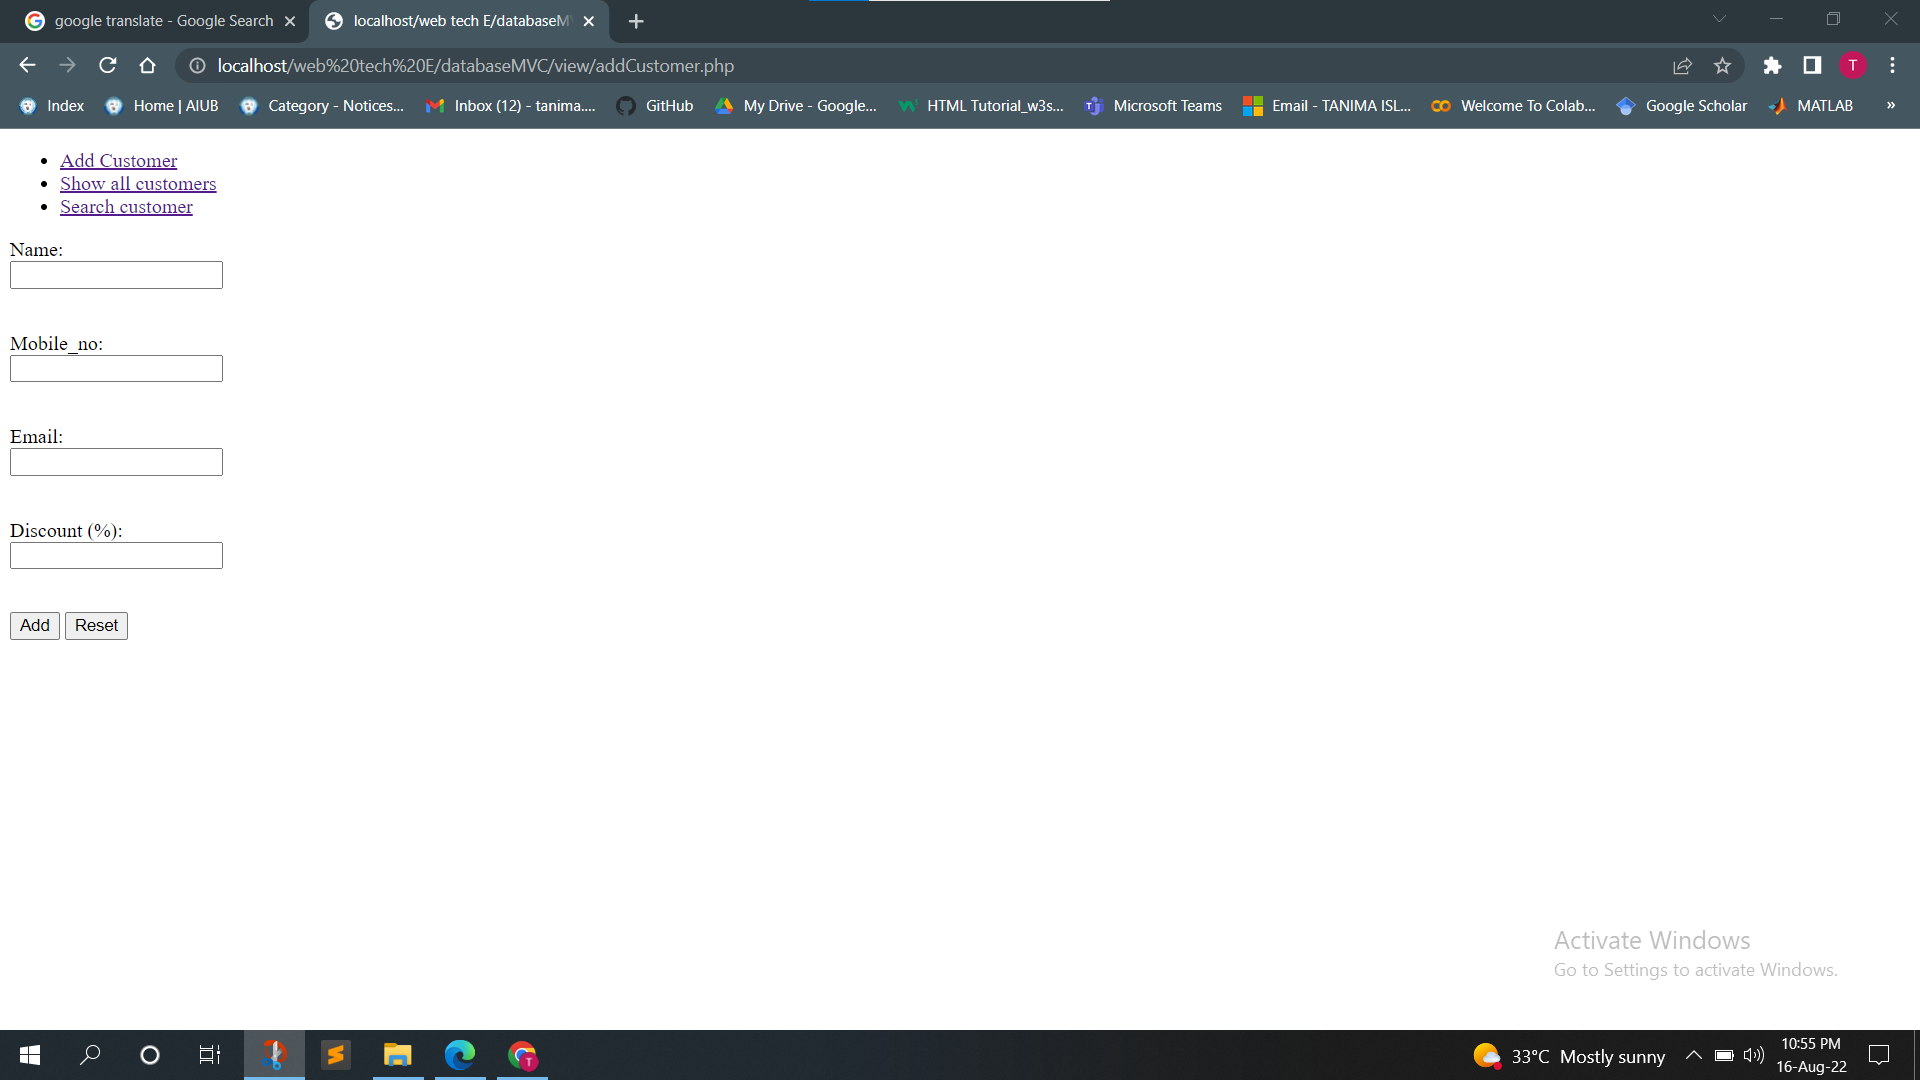 google translate - Google Search
localhost/web tech E/databaseM
localhost/web%20tech%20E/databaseMVC/view/addCustomer.php
T
Index
Home | AIUB
Category - Notices...
Inbox (12) - tanima....
GitHub
My Drive - Google...
HTML Tutorial_w3s...
Microsoft Teams
Email - TANIMA ISL...
Welcome To Colab...
Google Scholar
MATLAB
»
Add Customer
Show all customers
Search customer
Name:
Mobile_no:
Email:
Discount (%):
Add Reset
Activate Windows
Go to Settings to activate Windows.
T
33°C Mostly sunny
10:55 PM
16-Aug-22